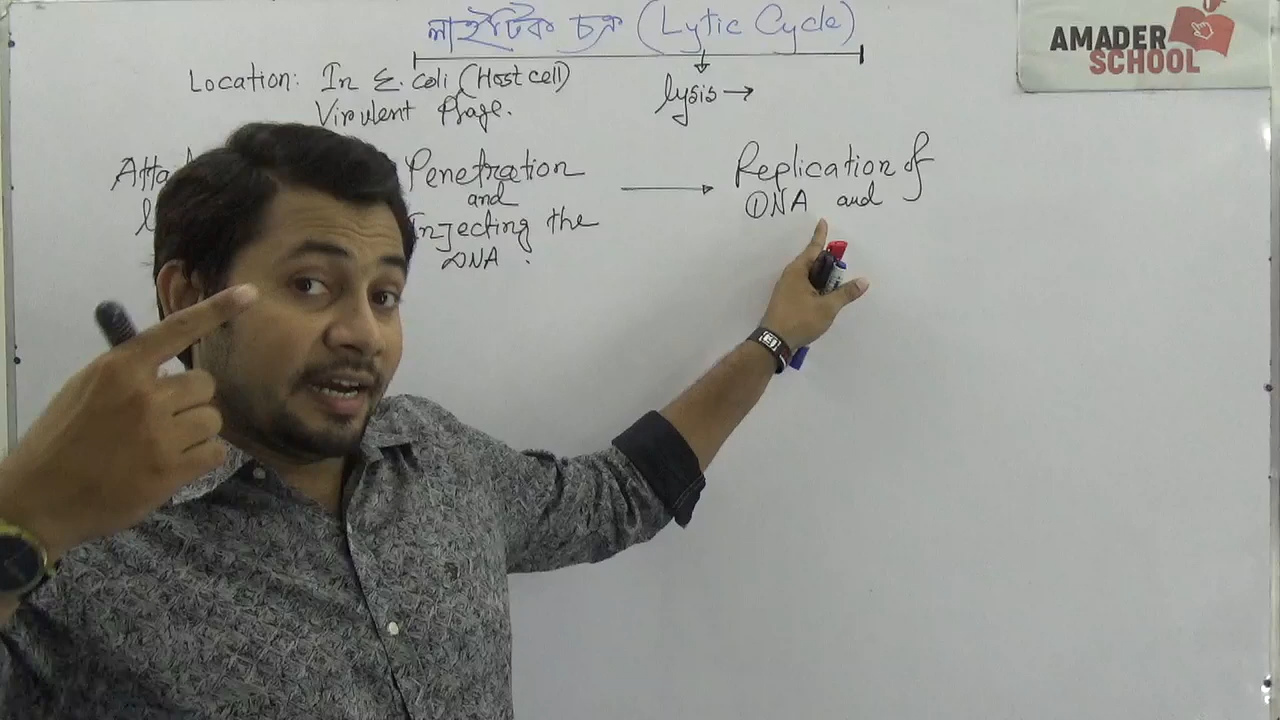 লাইটিক চক্র (Lytic Cycle)
AMADER
SCHOOL
Location: In E. coli (Host cell)
Virulent Phage.
lysis →
Penetration
and
Injecting the
DNA.
→
Replication of
DNA and